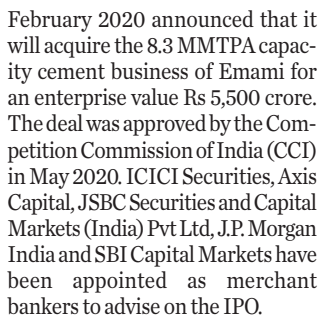 February 2020 announced that it
will acquire the 8.3 MMTPA capac-
ity cement business of Emami for
an enterprise value Rs 5,500 crore.
The deal was approved by the Com-
petition Commission of India (CCI)
in May 2020. ICICI Securities, Axis
Capital, JSBC Securities and Capital
Markets (India) Pvt Ltd, J.P. Morgan
India and SBI Capital Markets have
been appointed as merchant
bankers to advise on the IPO.